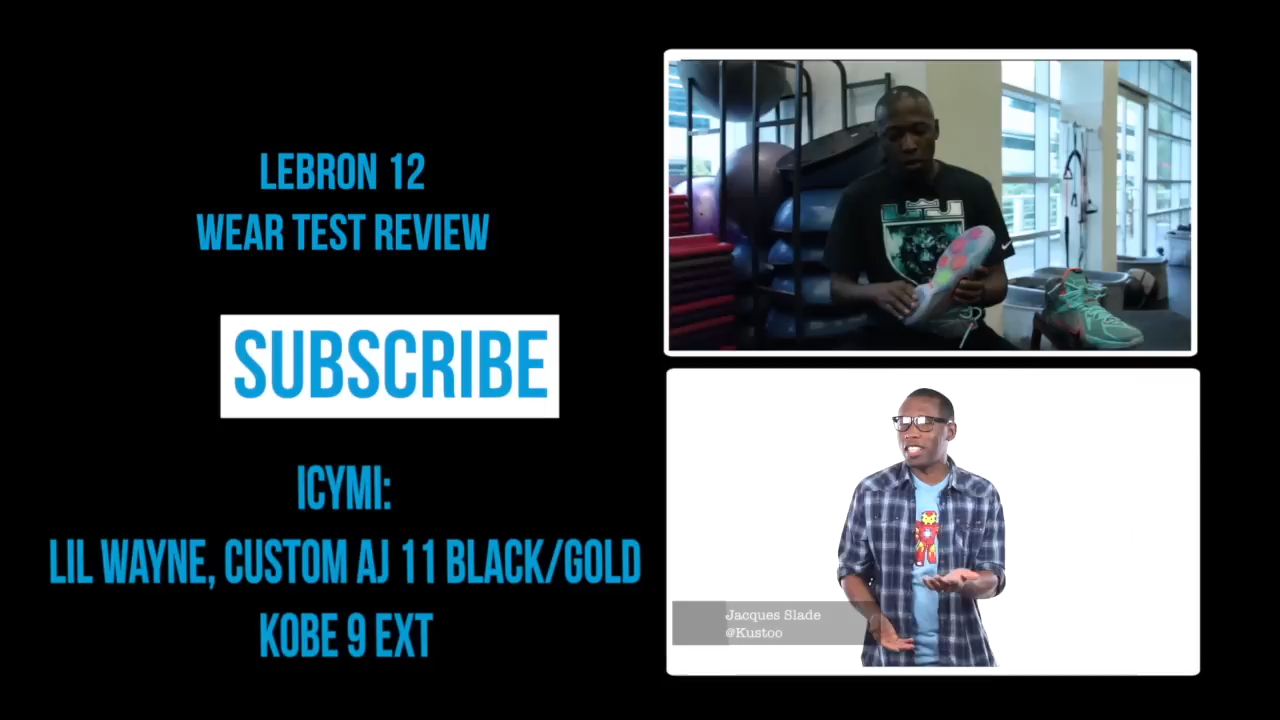 LEBRON 12
WEAR TEST REVIEW
SUBSCRIBE
ICYMI:
LIL WAYNE, CUSTOM AJ 11 BLACK/GOLD
KOBE 9 EXT
Jacques Slade
@Kustoo